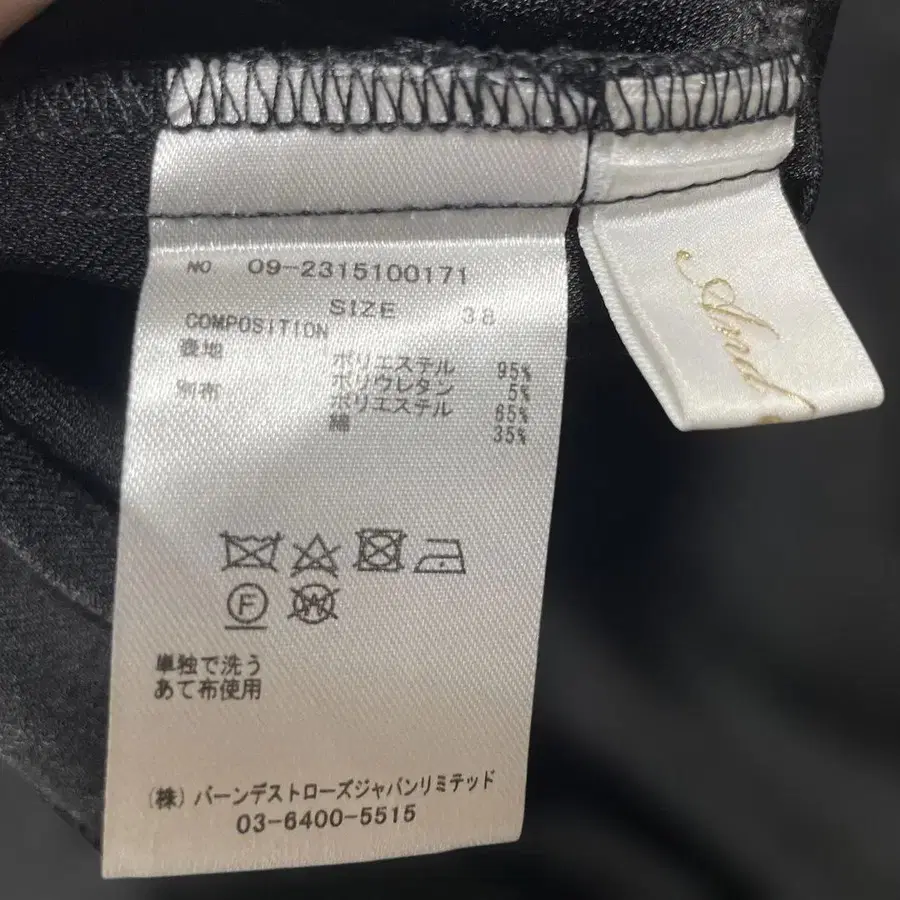 NO 09-2315100171
SIZE 38
COMPOSITION
表地 ポリエステル 95%
ポリウレタン 5%
別布 ポリエステル 65%
綿 35%
F
W
単独で洗う
あて布使用
(株) バーンデストローズジャパンリミテッド
03-6400-5515